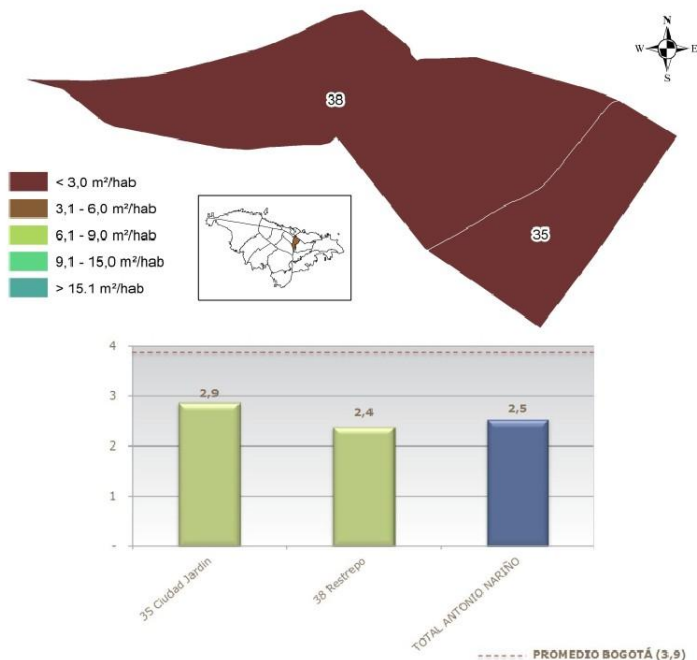 N
W E
S
38
35
< 3,0 m²/hab
3,1 - 6,0 m²/hab
6,1 - 9,0 m²/hab
9,1 - 15,0 m²/hab
> 15.1 m²/hab
4
3
2
1
-
2,9
2,4
2,5
35 Ciudad Jardín
38 Restrepo
TOTAL ANTONIO NARIÑO
PROMEDIO BOGOTÁ (3,9)